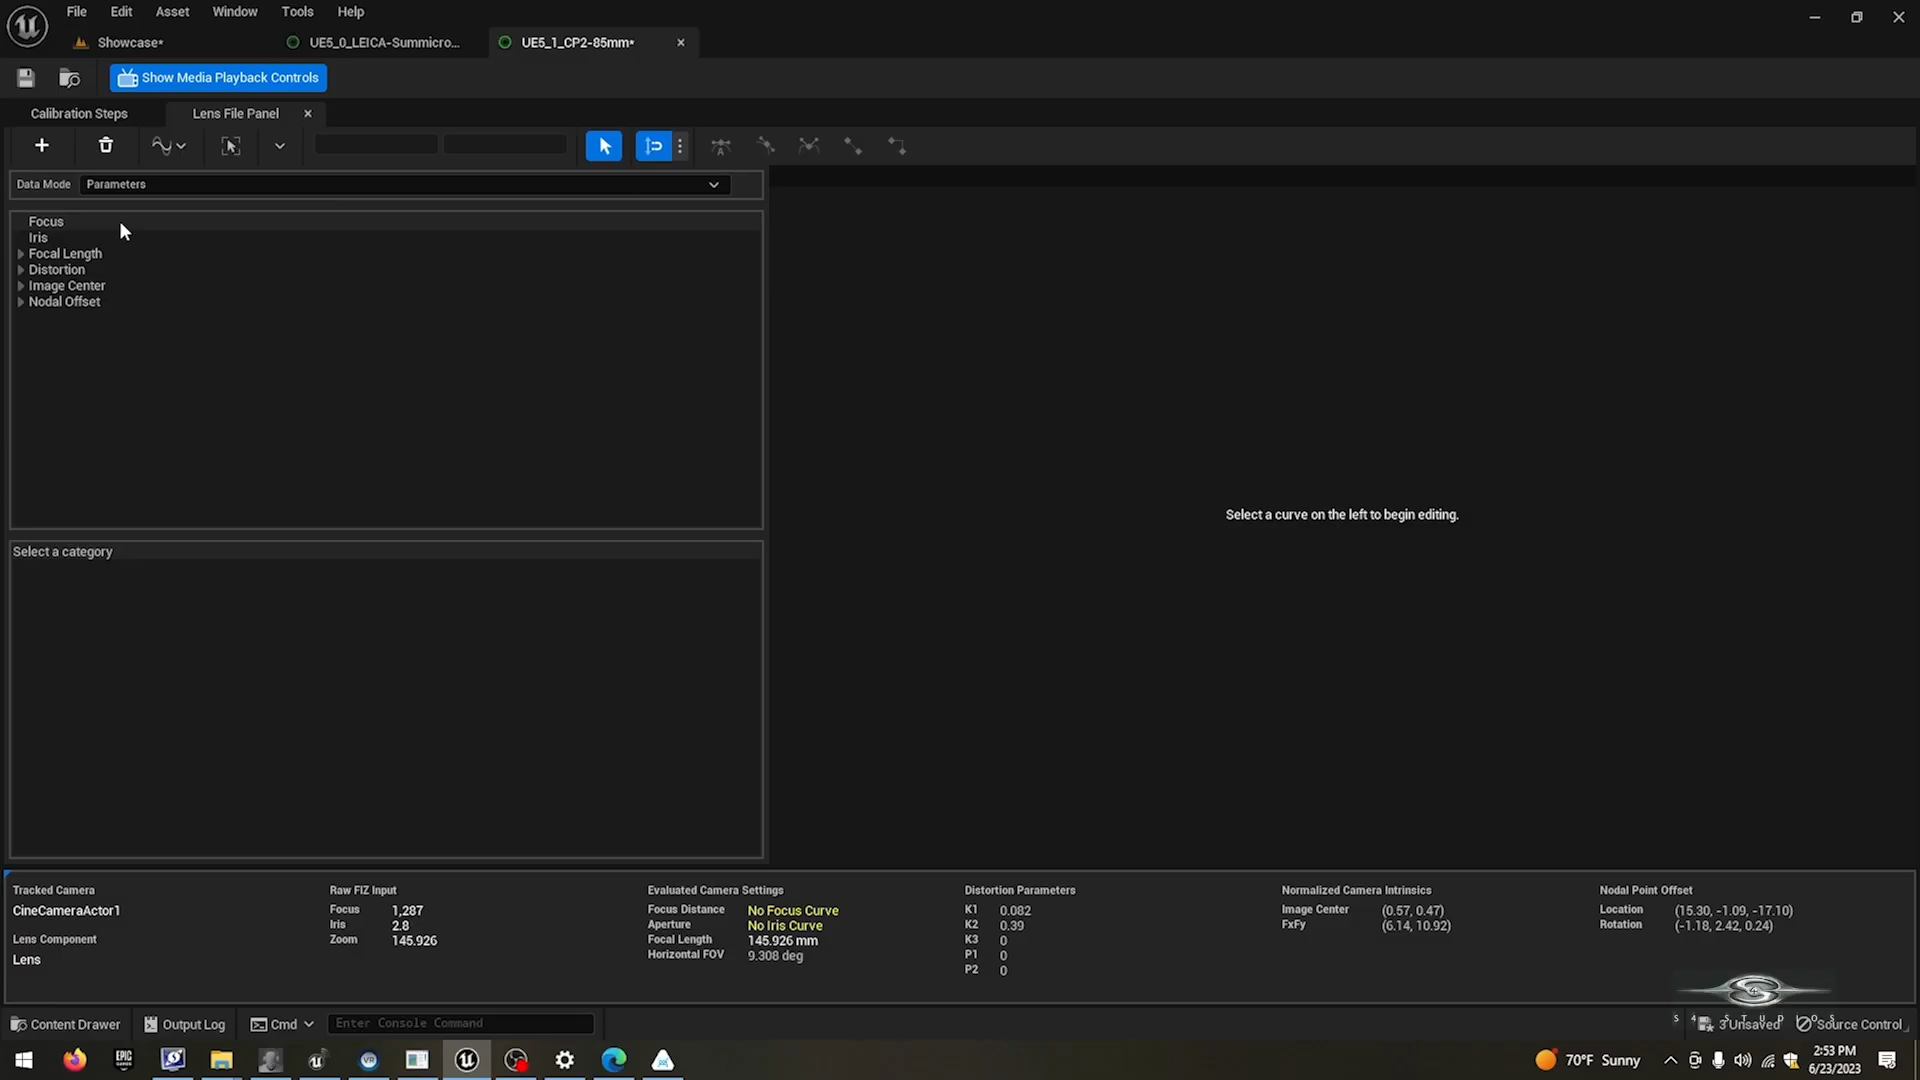 File Edit Asset Window Tools Help
Showcase* UE5_0_LEICA-Summicro... UE5_1_CP2-85mm*
Show Media Playback Controls
Calibration Steps Lens File Panel
Data Mode Parameters
Focus
Iris
Focal Length
Distortion
Image Center
Nodal Offset
Select a curve on the left to begin editing.
Select a category
Tracked Camera
CineCameraActor1
Lens Component
Lens
Raw FIZ Input
Focus 1,287
Iris 2.8
Zoom 145.926
Evaluated Camera Settings
Focus Distance No Focus Curve
Aperture No Iris Curve
Focal Length 145.926 mm
Horizontal FOV 9.308 deg
Distortion Parameters
K1 0.082
K2 0.39
K3 0
P1 0
P2 0
Normalized Camera Intrinsics
Image Center (0.57, 0.47)
FxFy (6.14, 10.92)
Nodal Point Offset
Location (15.30, -1.09, -17.10)
Rotation (-1.18, 2.42, 0.24)
S4 STUDIOS
Content Drawer Output Log Cmd Enter Console Command 3 Unsaved Source Control
EPIC GAMES VR 70°F Sunny 2:53 PM
6/23/2023